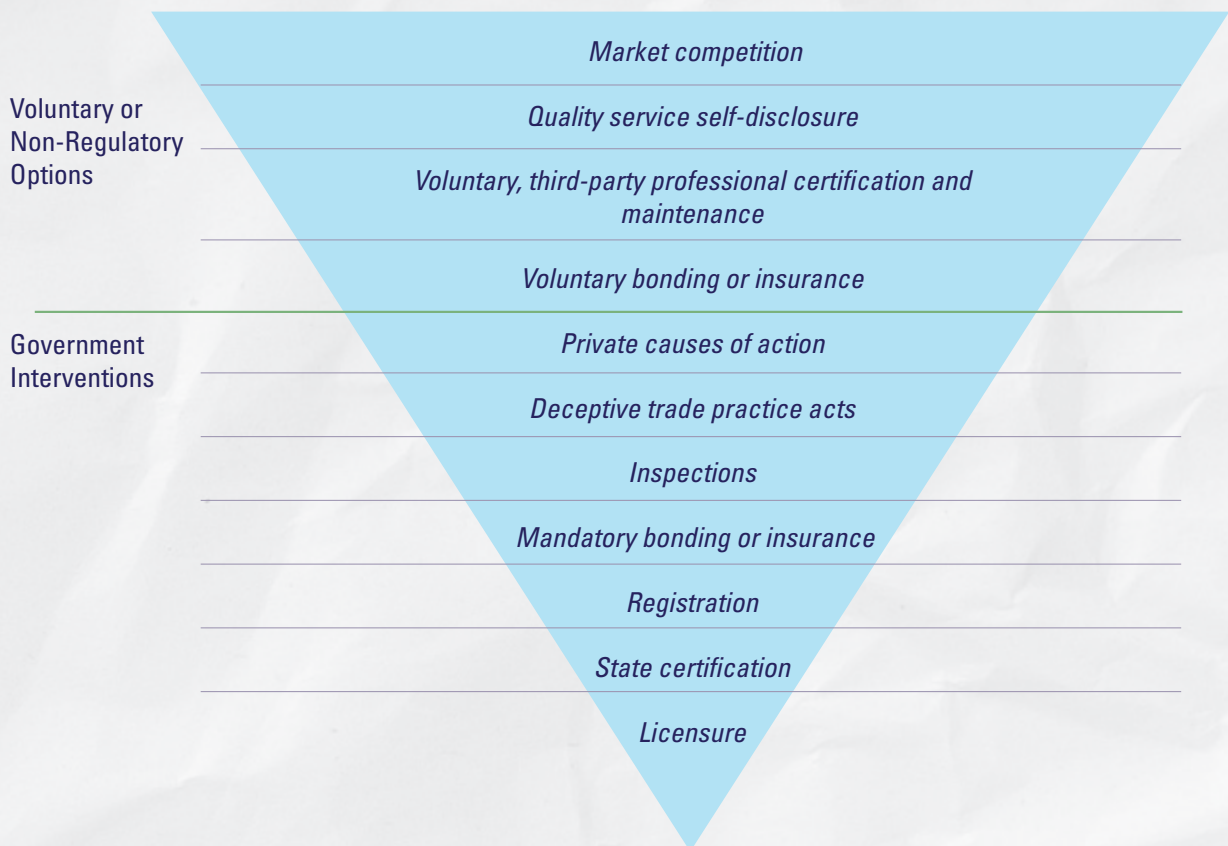 Market competition
Voluntary or
Non-Regulatory
Options
Quality service self-disclosure
Voluntary, third-party professional certification and
maintenance
Voluntary bonding or insurance
Government
Interventions
Private causes of action
Deceptive trade practice acts
Inspections
Mandatory bonding or insurance
Registration
State certification
Licensure